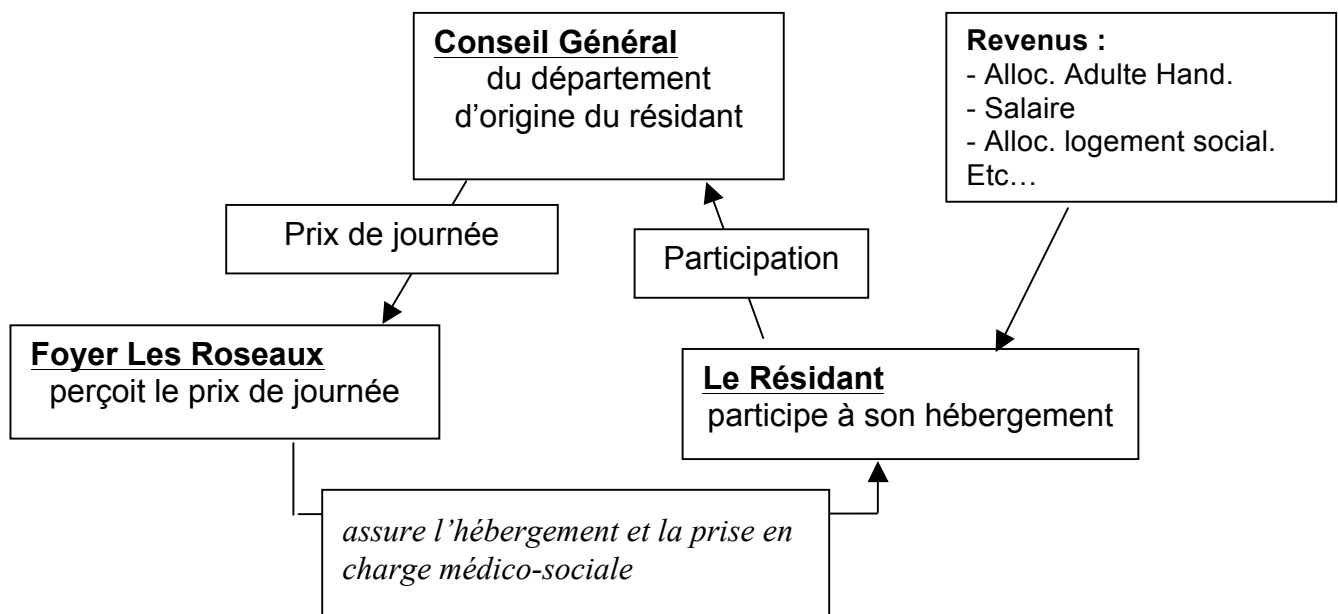 Conseil Général
du département
d’origine du résidant
Revenus :
- Alloc. Adulte Hand.
- Salaire
- Alloc. logement social.
Etc…
Prix de journée
Participation
Foyer Les Roseaux
perçoit le prix de journée
Le Résidant
participe à son hébergement
assure l’hébergement et la prise en
charge médico-sociale